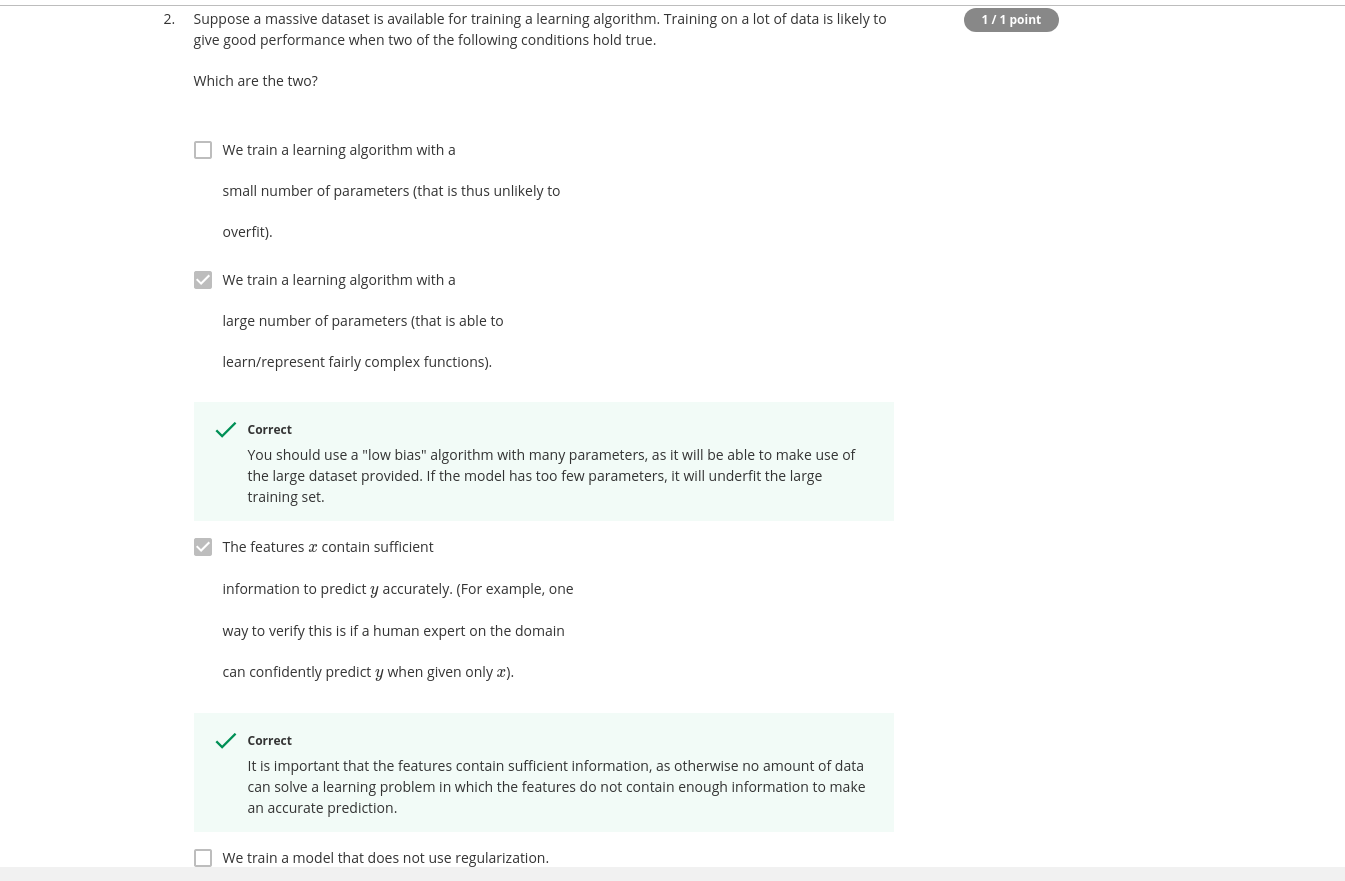 2. Suppose a massive dataset is available for training a learning algorithm. Training on a lot of data is likely to
1 / 1 point
give good performance when two of the following conditions hold true.
Which are the two?
We train a learning algorithm with a
small number of parameters (that is thus unlikely to
overfit).
We train a learning algorithm with a
large number of parameters (that is able to
learn/represent fairly complex functions).
Correct
You should use a "low bias" algorithm with many parameters, as it will be able to make use of
the large dataset provided. If the model has too few parameters, it will underfit the large
training set.
The features x contain sufficient
information to predict y accurately. (For example, one
way to verify this is if a human expert on the domain
can confidently predict y when given only x).
Correct
It is important that the features contain sufficient information, as otherwise no amount of data
can solve a learning problem in which the features do not contain enough information to make
an accurate prediction.
We train a model that does not use regularization.